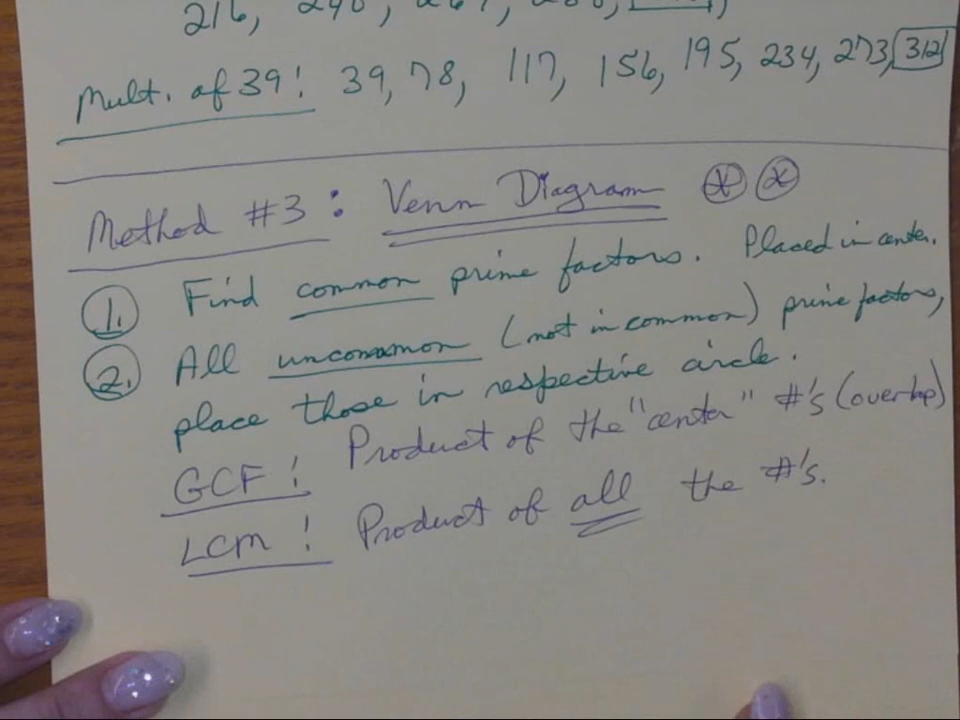 216,
Mult. of 39: 39, 78, 117, 156, 195, 234, 273, 312
Method #3: Venn Diagram
1. Find common prime factors. Placed in center.
2. All uncommon (not in common) prime factors,
place those in respective circle.
GCF: Product of the "center" #'s (overlap)
LCM: Product of all the #'s.